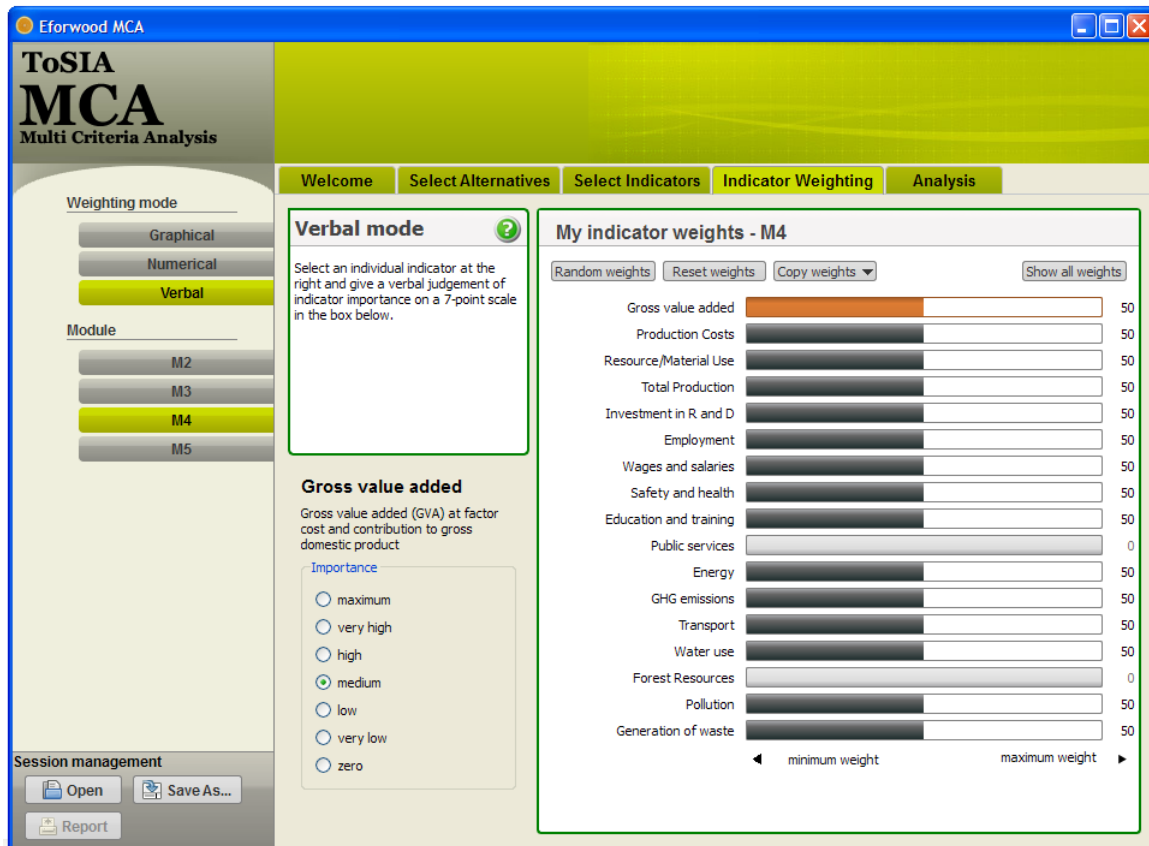 Eforwood MCA
ToSIA
MCA
Multi Criteria Analysis
Welcome
Select Alternatives
Select Indicators
Indicator Weighting
Analysis
Weighting mode
Graphical
Numerical
Verbal
Module
M2
M3
M4
M5
Session management
Open
Save As...
Report
Verbal mode
?
Select an individual indicator at the
right and give a verbal judgement of
indicator importance on a 7-point scale
in the box below.
Gross value added
Gross value added (GVA) at factor
cost and contribution to gross
domestic product
Importance
maximum
very high
high
medium
low
very low
zero
My indicator weights - M4
Random weights
Reset weights
Copy weights
Show all weights
Gross value added 50
Production Costs 50
Resource/Material Use 50
Total Production 50
Investment in R and D 50
Employment 50
Wages and salaries 50
Safety and health 50
Education and training 50
Public services 0
Energy 50
GHG emissions 50
Transport 50
Water use 50
Forest Resources 0
Pollution 50
Generation of waste 50
minimum weight
maximum weight